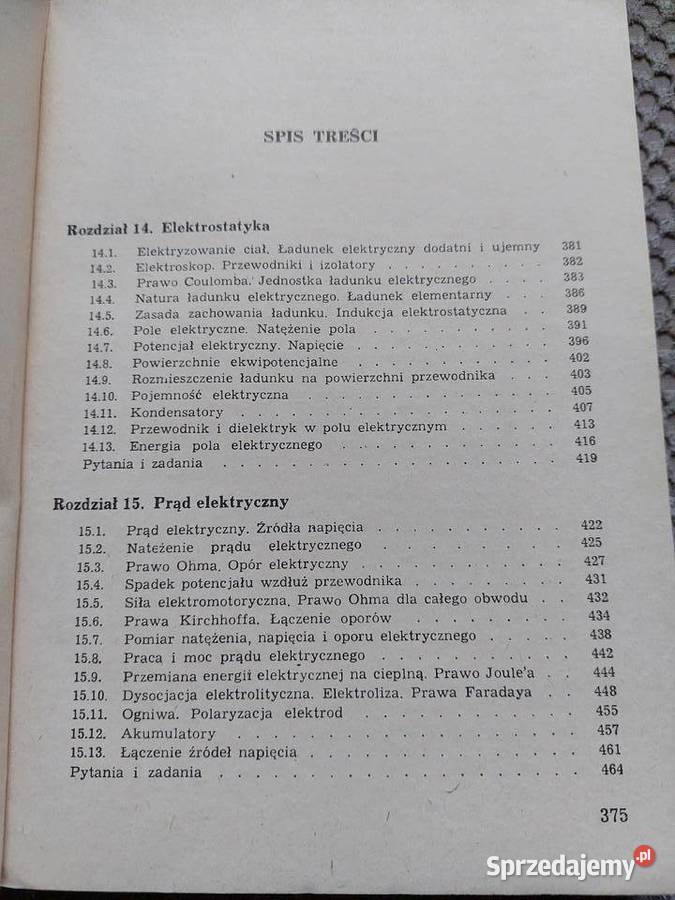 SPIS TREŚCI
Rozdział 14. Elektrostatyka
14.1. Elektryzowanie ciał. Ładunek elektryczny dodatni i ujemny 381
14.2. Elektroskop. Przewodniki i izolatory . . . . . . . . . . 382
14.3. Prawo Coulomba. Jednostka ładunku elektrycznego . . . 383
14.4. Natura ładunku elektrycznego. Ładunek elementarny . . . 386
14.5. Zasada zachowania ładunku. Indukcja elektrostatyczna . . 389
14.6. Pole elektryczne. Natężenie pola . . . . . . . . . . . 391
14.7. Potencjał elektryczny. Napięcie . . . . . . . . . . . 396
14.8. Powierzchnie ekwipotencjalne . . . . . . . . . . . 402
14.9. Rozmieszczenie ładunku na powierzchni przewodnika . . . 403
14.10. Pojemność elektryczna . . . . . . . . . . . . . 405
14.11. Kondensatory . . . . . . . . . . . . . . . . 407
14.12. Przewodnik i dielektryk w polu elektrycznym . . . . . 413
14.13. Energia pola elektrycznego . . . . . . . . . . . 416
Pytania i zadania . . . . . . . . . . . . . . . . . 419
Rozdział 15. Prąd elektryczny
15.1. Prąd elektryczny. Źródła napięcia . . . . . . . . . . 422
15.2. Natężenie prądu elektrycznego . . . . . . . . . 425
15.3. Prawo Ohma. Opór elektryczny . . . . . . . . . . 427
15.4. Spadek potencjału wzdłuż przewodnika . . . . . . . . 431
15.5. Siła elektromotoryczna. Prawo Ohma dla całego obwodu . . 432
15.6. Prawa Kirchhoffa. Łączenie oporów . . . . . . . . 434
15.7. Pomiar natężenia, napięcia i oporu elektrycznego . . . . . 438
15.8. Praca i moc prądu elektrycznego . . . . . . . . . . 442
15.9. Przemiana energii elektrycznej na cieplną. Prawo Joule'a . . 444
15.10. Dysocjacja elektrolityczna. Elektroliza. Prawa Faradaya . . 448
15.11. Ogniwa. Polaryzacja elektrod . . . . . . . . . . . 455
15.12. Akumulatory . . . . . . . . . . . . . . . . . 457
15.13. Łączenie źródeł napięcia . . . . . . . . . . . . . 461
Pytania i zadania . . . . . . . . . . . . . . . . . . 464
375
Sprzedajemy.pl